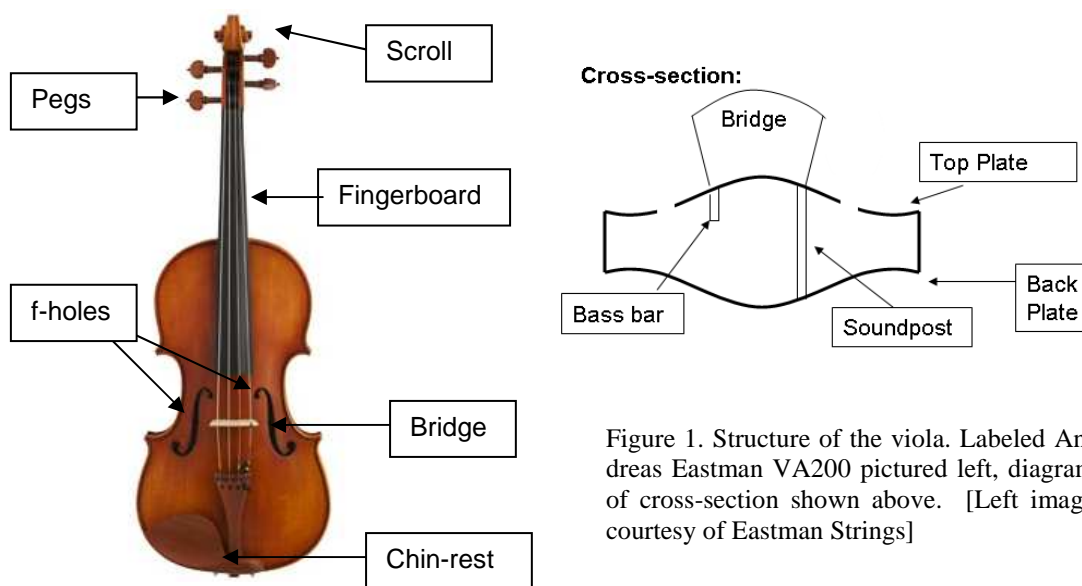 Scroll
Pegs
Fingerboard
f-holes
Bridge
Chin-rest
Cross-section:
Bridge
Top Plate
Bass bar
Soundpost
Back
Plate
Figure 1. Structure of the viola. Labeled An-
dreas Eastman VA200 pictured left, diagram
of cross-section shown above. [Left image
courtesy of Eastman Strings]